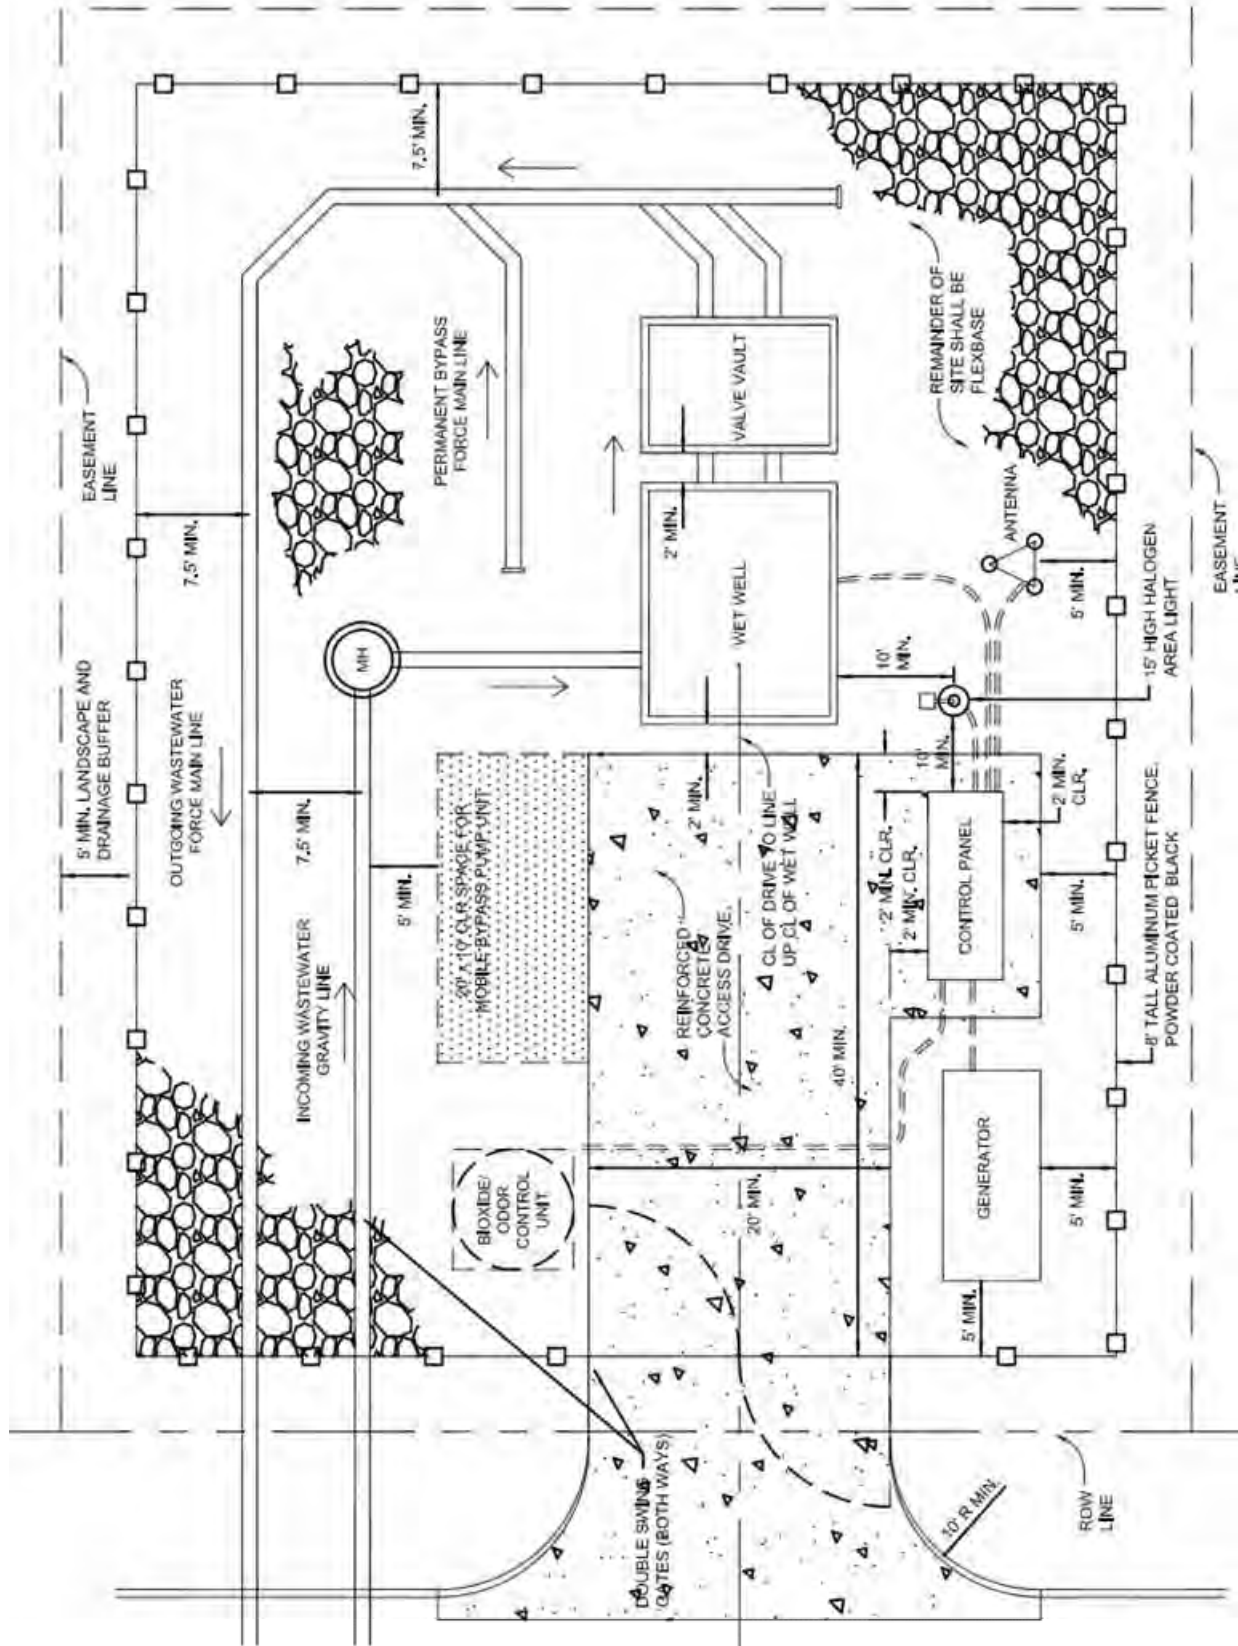 5' MIN. LANDSCAPE AND
DRAINAGE BUFFER
EASEMENT
LINE
7.5' MIN.
7.5' MIN.
OUTGOING WASTEWATER
FORCE MAIN LINE
7.5' MIN.
INCOMING WASTEWATER
GRAVITY LINE
MH
PERMANENT BYPASS
FORCE MAIN LINE
5' MIN.
20' X 10' CLR SPACE FOR
MOBILE BYPASS PUMP UNIT
BIOXIDE/
ODOR
CONTROL
UNIT
DOUBLE SWING
GATES (BOTH WAYS)
REINFORCED
CONCRETE
ACCESS DRIVE
2' MIN.
WET WELL
2' MIN.
VALVE VAULT
CL OF DRIVE TO LINE
UP CL OF WET WELL
20' MIN.
40' MIN.
10'
MIN.
10'
MIN.
2' MIN. CLR.
2' MIN. CLR.
2' MIN.
CLR.
CONTROL PANEL
GENERATOR
5' MIN.
5' MIN.
5' MIN.
5' MIN.
ANTENNA
REMAINDER OF
SITE SHALL BE
FLEXBASE
15' HIGH HALOGEN
AREA LIGHT
8' TALL ALUMINUM PICKET FENCE,
POWDER COATED BLACK
10' R MIN.
ROW
LINE
EASEMENT